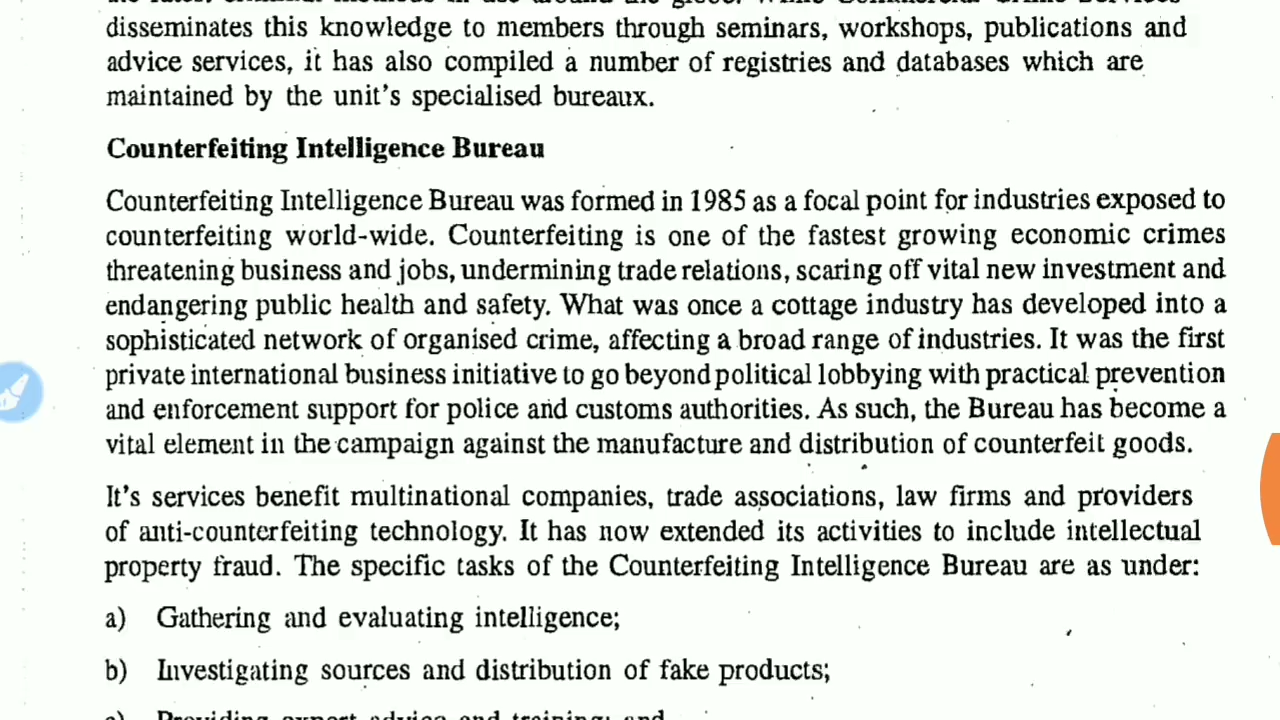 disseminates this knowledge to members through seminars, workshops, publications and
advice services, it has also compiled a number of registries and databases which are
maintained by the unit's specialised bureaux.
Counterfeiting Intelligence Bureau
Counterfeiting Intelligence Bureau was formed in 1985 as a focal point for industries exposed to
counterfeiting world-wide. Counterfeiting is one of the fastest growing economic crimes
threatening business and jobs, undermining trade relations, scaring off vital new investment and
endangering public health and safety. What was once a cottage industry has developed into a
sophisticated network of organised crime, affecting a broad range of industries. It was the first
private international business initiative to go beyond political lobbying with practical prevention
and enforcement support for police and customs authorities. As such, the Bureau has become a
vital element in the campaign against the manufacture and distribution of counterfeit goods.
It's services benefit multinational companies, trade associations, law firms and providers
of anti-counterfeiting technology. It has now extended its activities to include intellectual
property fraud. The specific tasks of the Counterfeiting Intelligence Bureau are as under:
a) Gathering and evaluating intelligence;
b) Investigating sources and distribution of fake products;
Providing expert advice and training; and